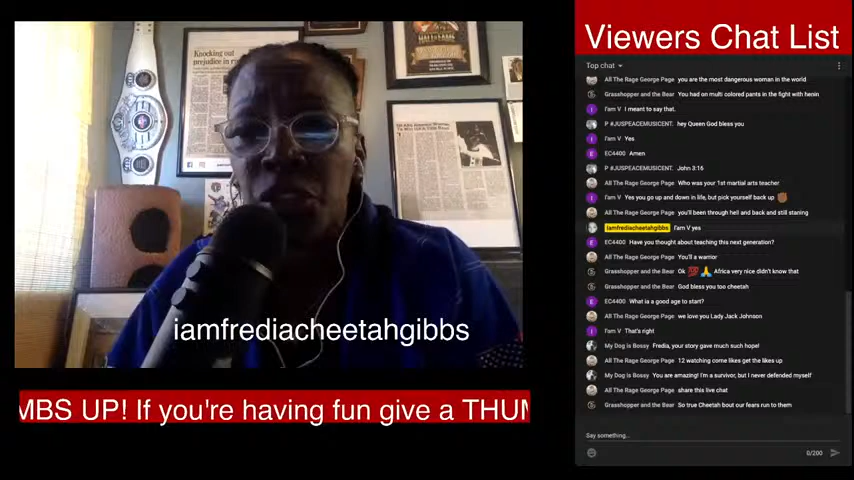 Knocking out
prejudice in r
HALL OF FAME
iamfrediacheetahgibbs
MBS UP! If you're having fun give a THUM
Viewers Chat List
Top chat
All The Rage George Page you are the most dangerous woman in the world
Grasshopper and the Bear You had on multi colored pants in the fight with henin
I'am V I meant to say that.
P #JUSPEACEMUSICENT. hey Queen God bless you
I'am V Yes
EC4400 Amen
P #JUSPEACEMUSICENT. John 3:16
All The Rage George Page Who was your 1st martial arts teacher
I'am V Yes you go up and down in life, but pick yourself back up
All The Rage George Page you'll been through hell and back and still staning
iamfrediacheetahgibbs I'am V yes
EC4400 Have you thought about teaching this next generation?
All The Rage George Page You'll a warrior
Grasshopper and the Bear Ok 💯 🙏 Africa very nice didn't know that
Grasshopper and the Bear God bless you too cheetah
EC4400 What is a good age to start?
All The Rage George Page we love you Lady Jack Johnson
I'am V That's right
My Dog is Bossy Fredia, your story gave much such hope!
All The Rage George Page 12 watching come likes get the likes up
My Dog is Bossy You are amazing! I'm a survivor, but I never defended myself
All The Rage George Page share this live chat
Grasshopper and the Bear So true Cheetah bout our fears run to them
Say something...
0/200